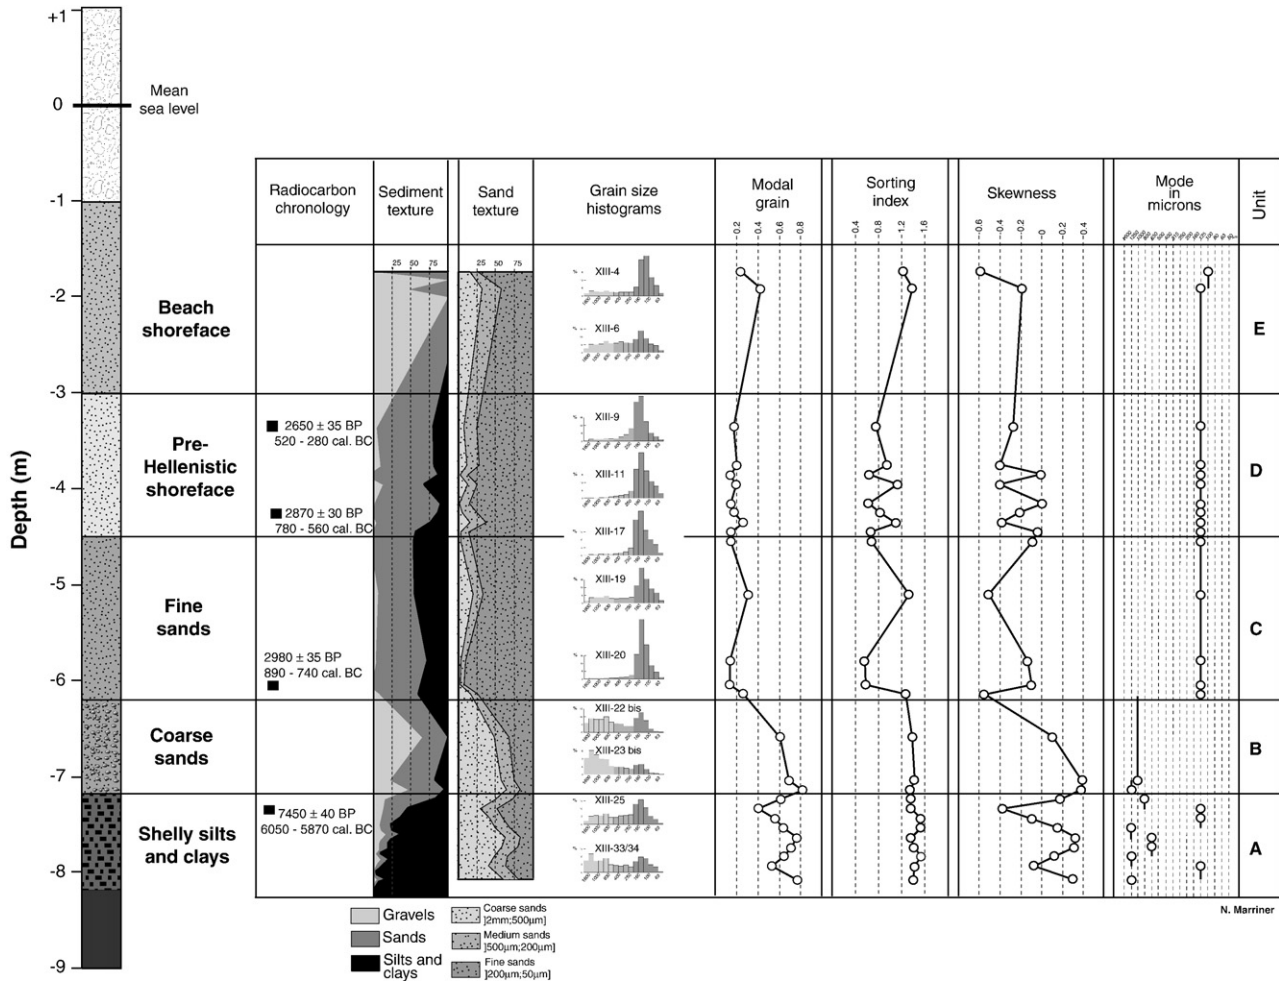 +1
Mean
sea level
0
-1
-2
-3
-4
-5
-6
-7
-8
-9
Depth (m)
Radiocarbon
chronology
Sediment
texture
Sand
texture
Grain size
histograms
Modal
grain
Sorting
index
Skewness
Mode
in
microns
Unit
25 50 75
25 50 75
0.2 0.4 0.6 0.8
0.4 0.8 1.2 1.6
-0.6 -0.4 -0.2 -0 -0.2 -0.4
Beach
shoreface
XIII-4
XIII-6
E
Pre-
Hellenistic
shoreface
2650 ± 35 BP
520 - 280 cal. BC
2870 ± 30 BP
780 - 560 cal. BC
XIII-9
XIII-11
XIII-17
D
Fine
sands
2980 ± 35 BP
890 - 740 cal. BC
XIII-19
XIII-20
C
Coarse
sands
XIII-22 bis
XIII-23 bis
B
Shelly silts
and clays
7450 ± 40 BP
6050 - 5870 cal. BC
XIII-25
XIII-33/34
A
Gravels
Sands
Silts and
clays
Coarse sands
]2mm;500µm]
Medium sands
]500µm;200µm]
Fine sands
]200µm;50µm]
N. Marriner